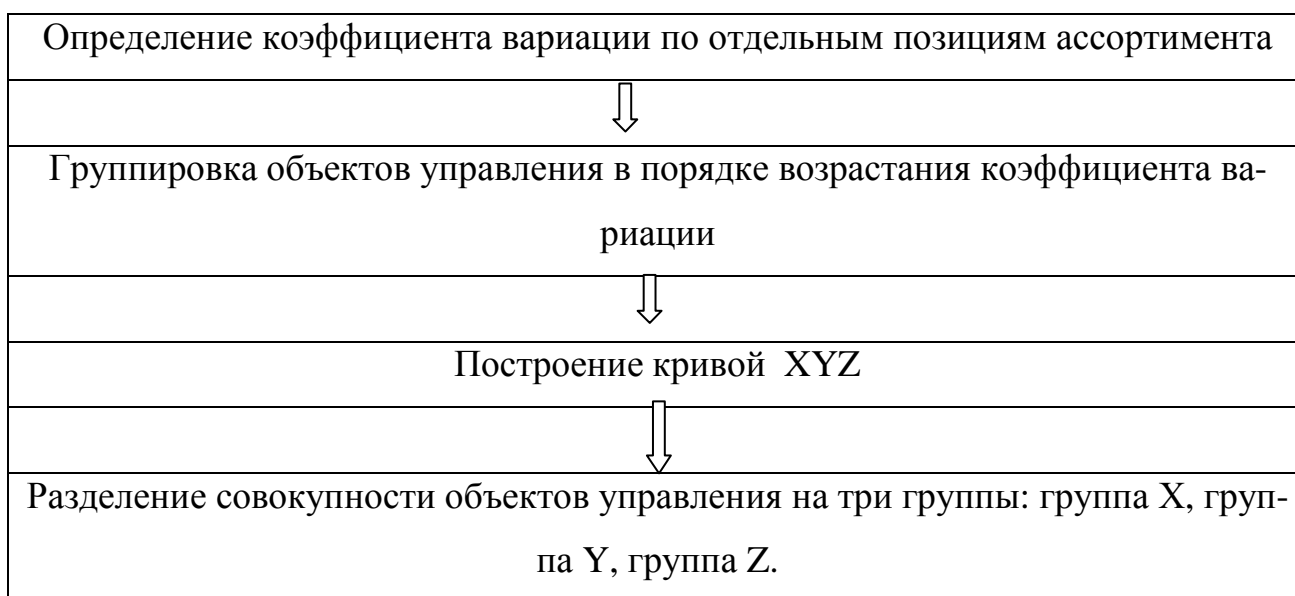 Определение коэффициента вариации по отдельным позициям ассортимента
Группировка объектов управления в порядке возрастания коэффициента ва-
риации
Построение кривой XYZ
Разделение совокупности объектов управления на три группы: группа X, груп-
па Y, группа Z.